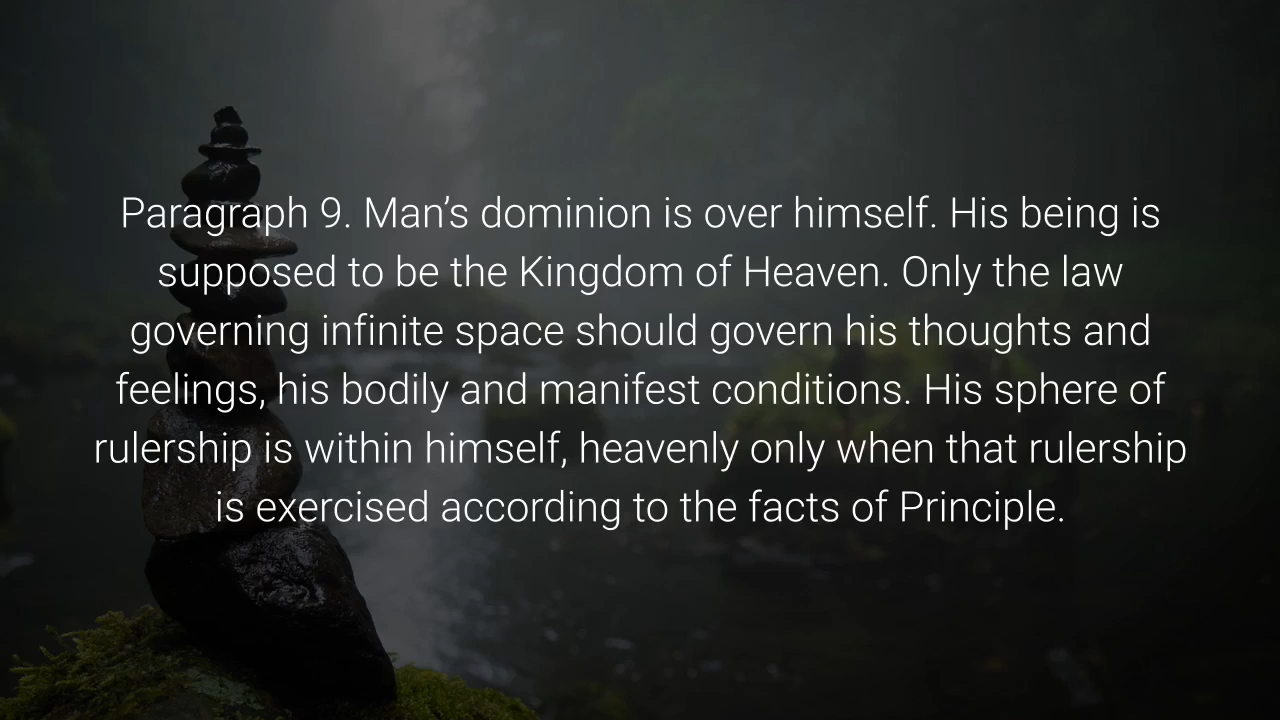 Paragraph 9. Man’s dominion is over himself. His being is
supposed to be the Kingdom of Heaven. Only the law
governing infinite space should govern his thoughts and
feelings, his bodily and manifest conditions. His sphere of
rulership is within himself, heavenly only when that rulership
is exercised according to the facts of Principle.